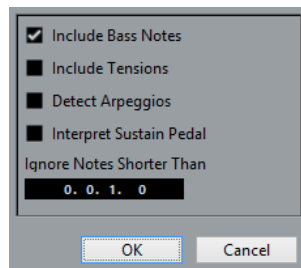 Include Bass Notes
Include Tensions
Detect Arpeggios
Interpret Sustain Pedal
Ignore Notes Shorter Than
0. 0. 1. 0
OK Cancel